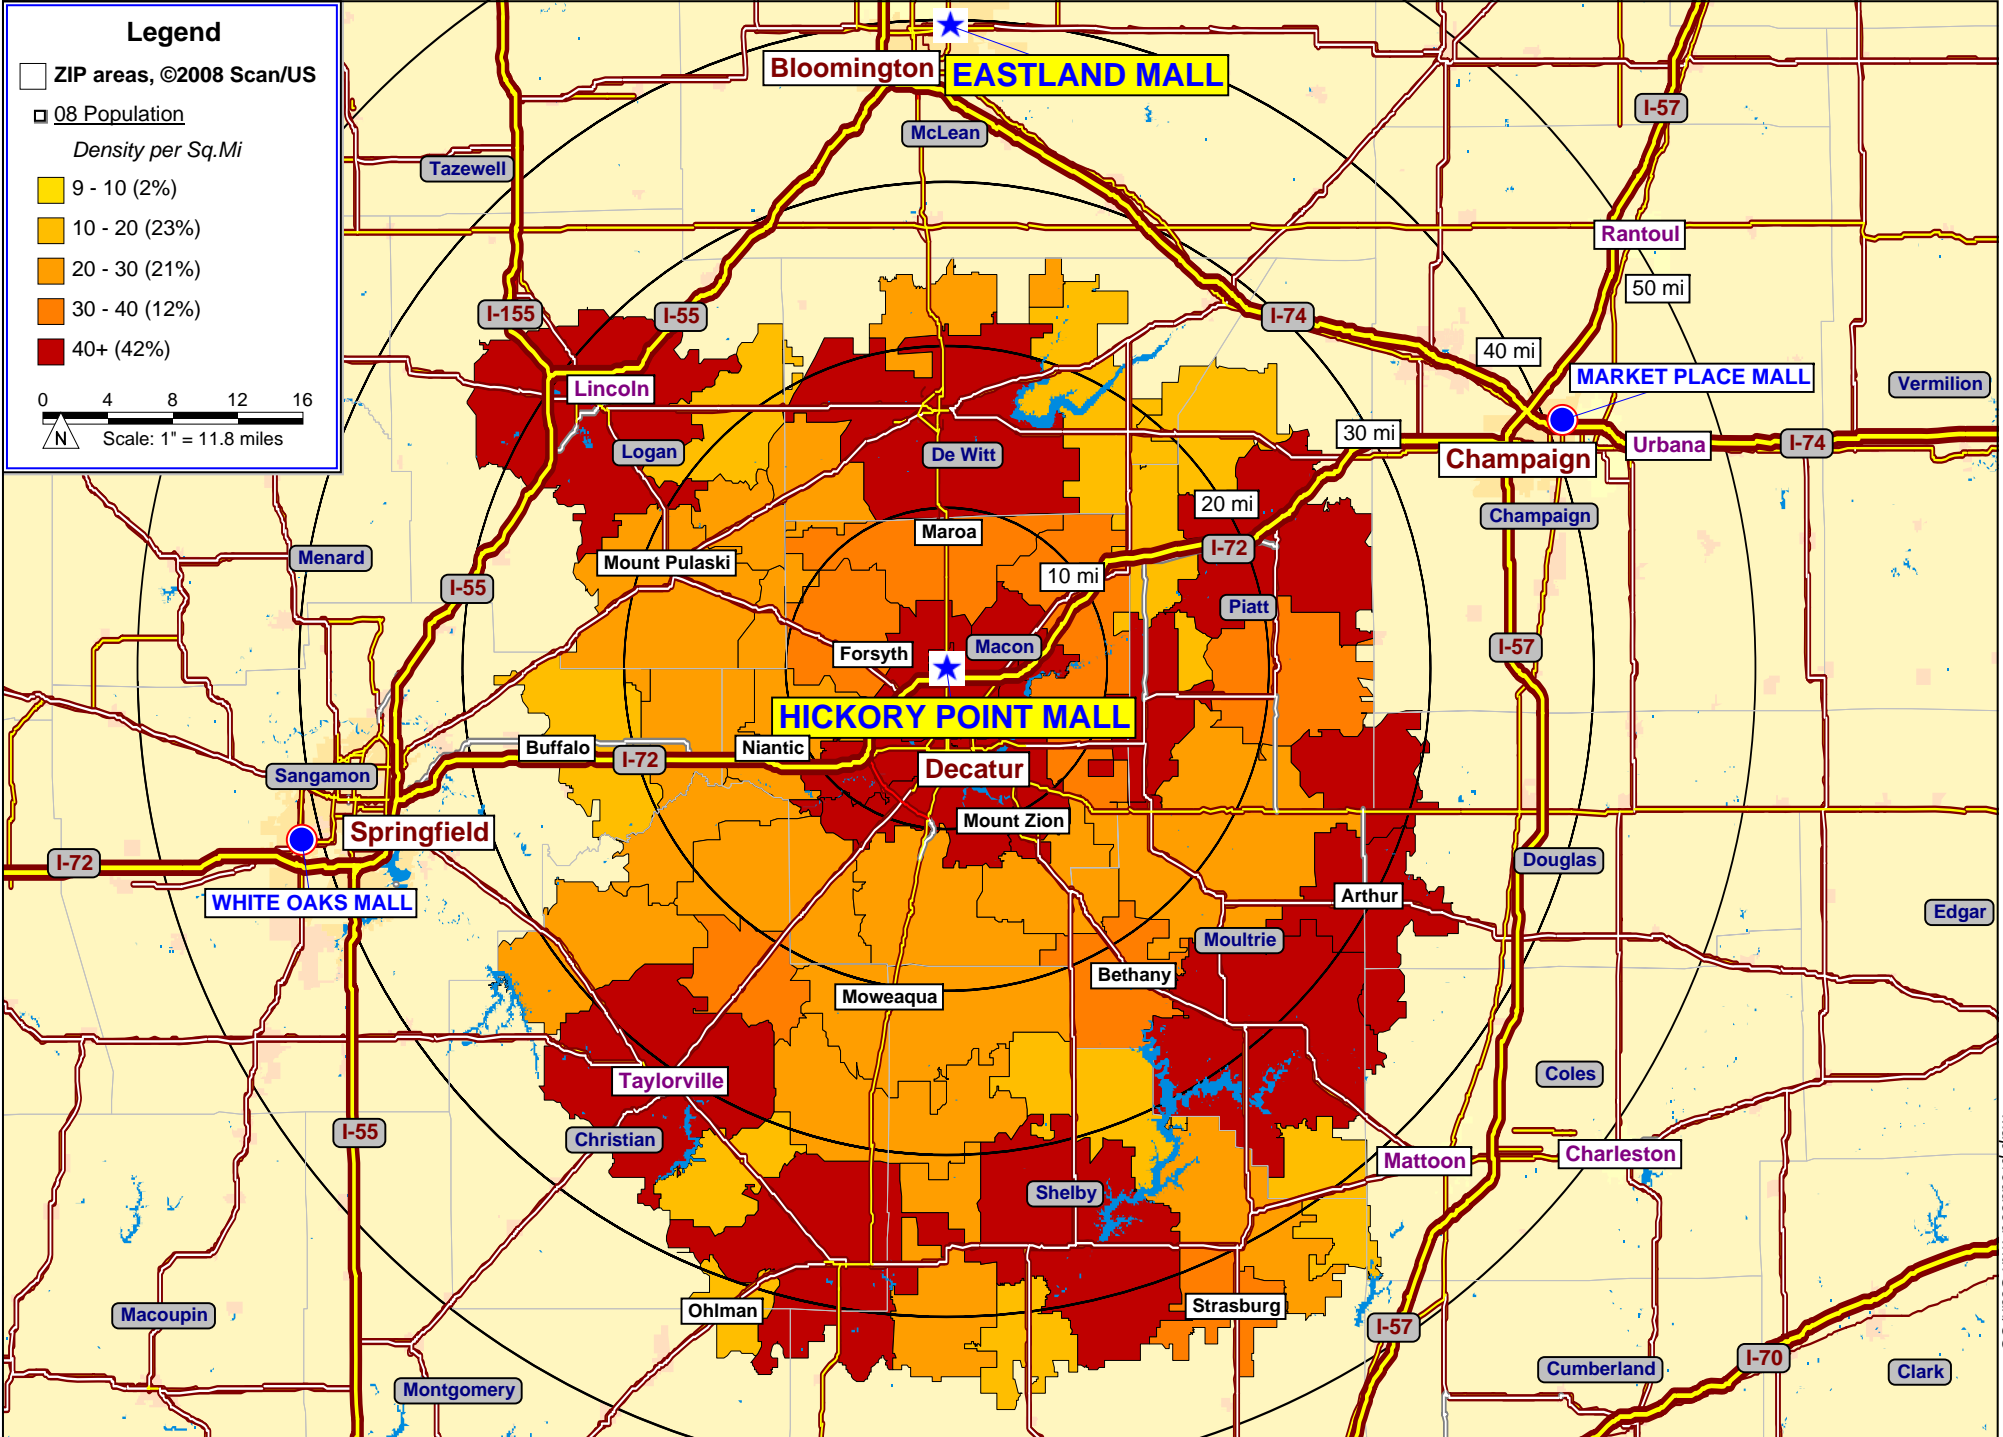 Legend
ZIP areas, ©2008 Scan/US
08 Population
Density per Sq.Mi
9 - 10 (2%)
10 - 20 (23%)
20 - 30 (21%)
30 - 40 (12%)
40+ (42%)
0 4 8 12 16
N
Scale: 1" = 11.8 miles
Bloomington
EASTLAND MALL
McLean
Tazewell
I-57
Rantoul
50 mi
I-155
I-55
I-74
40 mi
MARKET PLACE MALL
Vermilion
Lincoln
Logan
De Witt
30 mi
Champaign
Urbana
I-74
20 mi
Champaign
Maroa
Menard
Mount Pulaski
I-72
I-55
10 mi
Piatt
Forsyth
Macon
I-57
HICKORY POINT MALL
Buffalo
I-72
Niantic
Sangamon
Decatur
Springfield
Mount Zion
I-72
Douglas
WHITE OAKS MALL
Arthur
Edgar
Moultrie
Bethany
Moweaqua
Taylorville
Coles
I-55
Christian
Mattoon
Charleston
Shelby
Macoupin
Ohlman
Strasburg
I-57
I-70
Cumberland
Clark
Montgomery